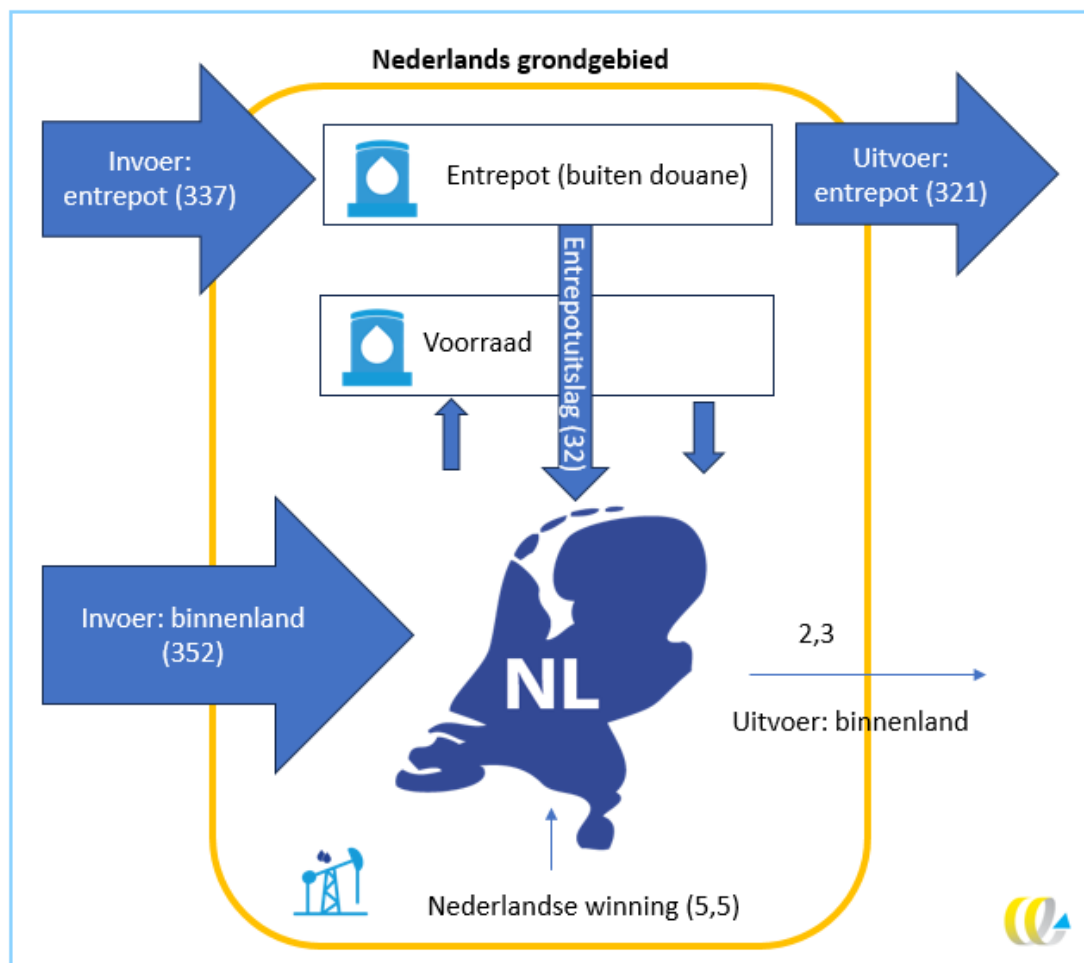 Nederlands grondgebied
Invoer:
entrepot (337)
Entrepot (buiten douane)
Uitvoer:
entrepot (321)
Entrepotuitslag (32)
Voorraad
Invoer: binnenland
(352)
NL
2,3
Uitvoer: binnenland
Nederlandse winning (5,5)